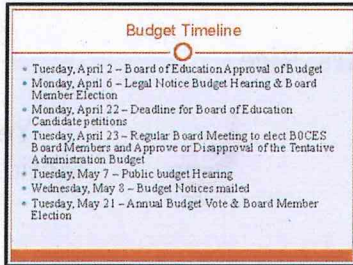 Budget Timeline
• Tuesday, April 2 – Board of Education Approval of Budget
• Monday, April 6 – Legal Notice Budget Hearing & Board
Member Election
• Monday, April 22 – Deadline for Board of Education
Candidate petitions
• Tuesday, April 23 – Regular Board Meeting to elect BOCES
Board Members and Approve or Disapproval of the Tentative
Administration Budget
• Tuesday, May 7 – Public budget Hearing
• Wednesday, May 8 – Budget Notices mailed
• Tuesday, May 21 – Annual Budget Vote & Board Member
Election